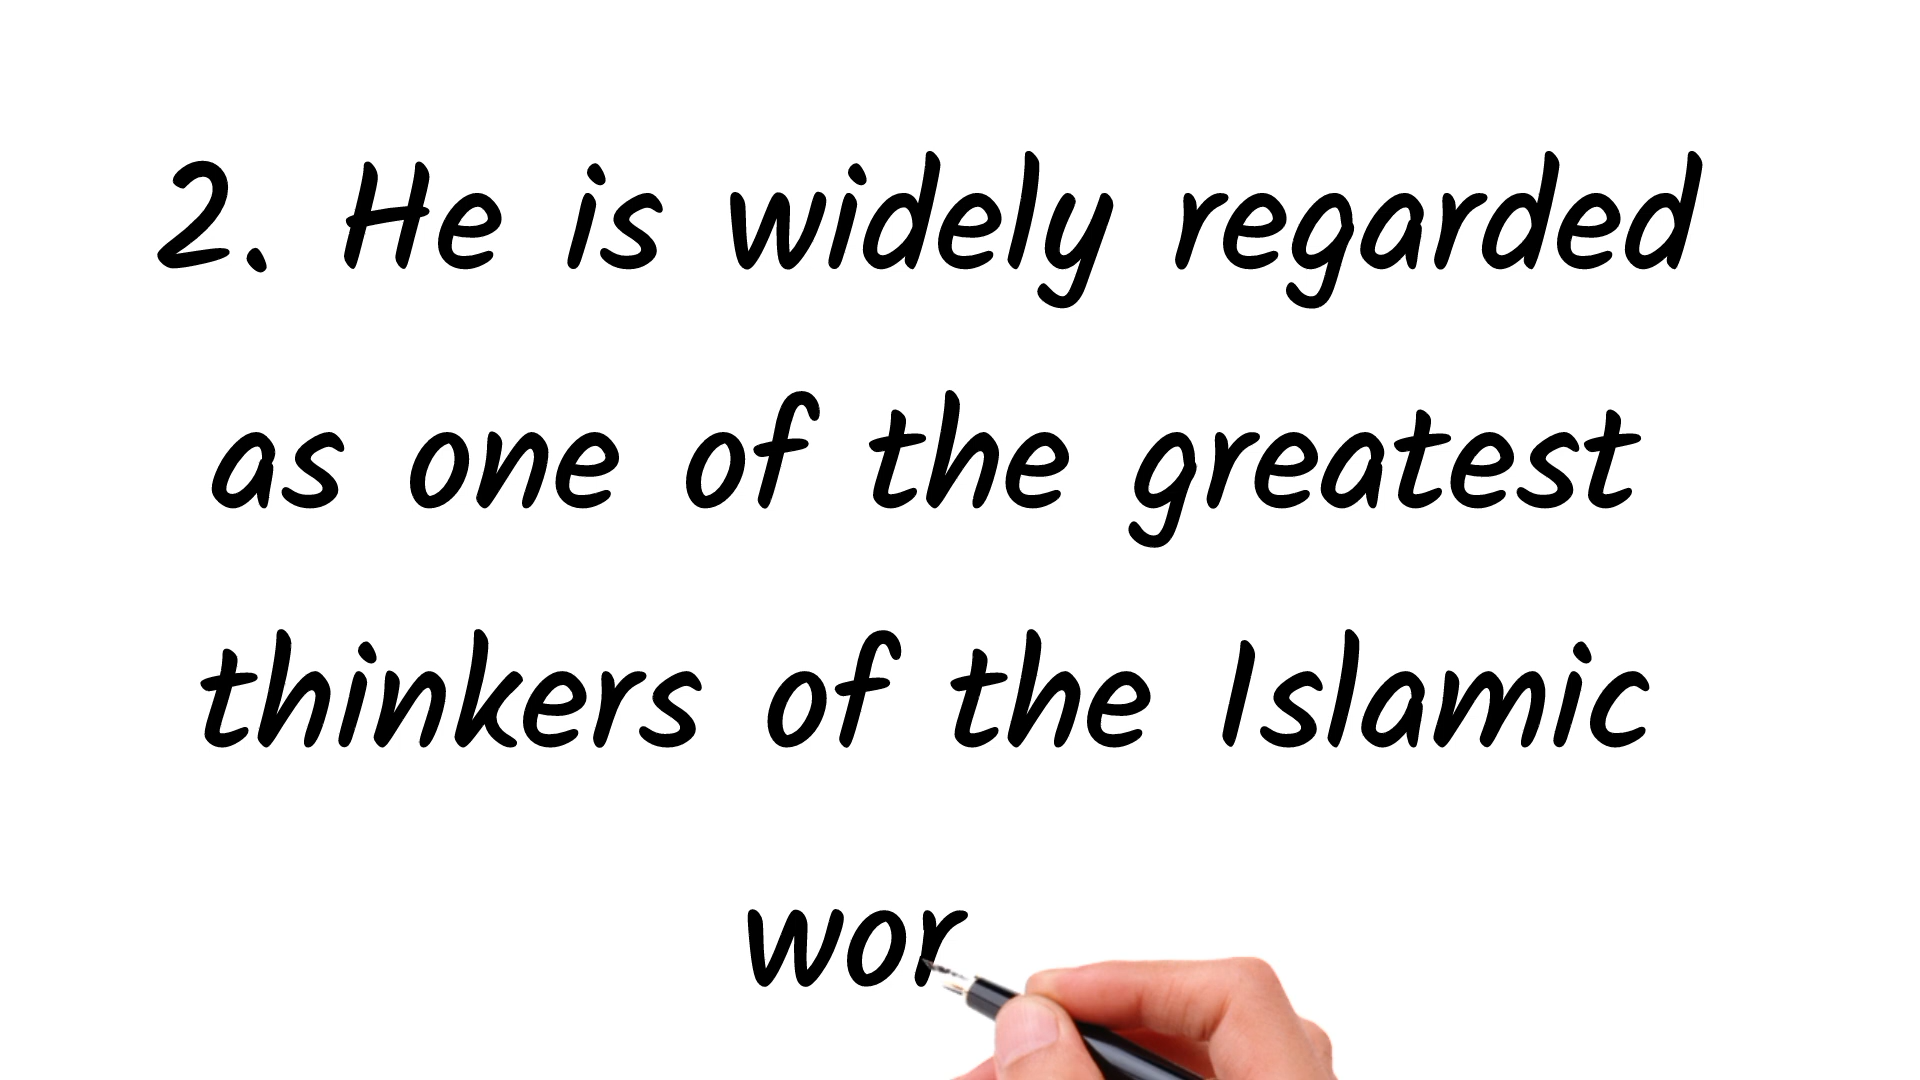 2. He is widely regarded
as one of the greatest
thinkers of the Islamic
wor